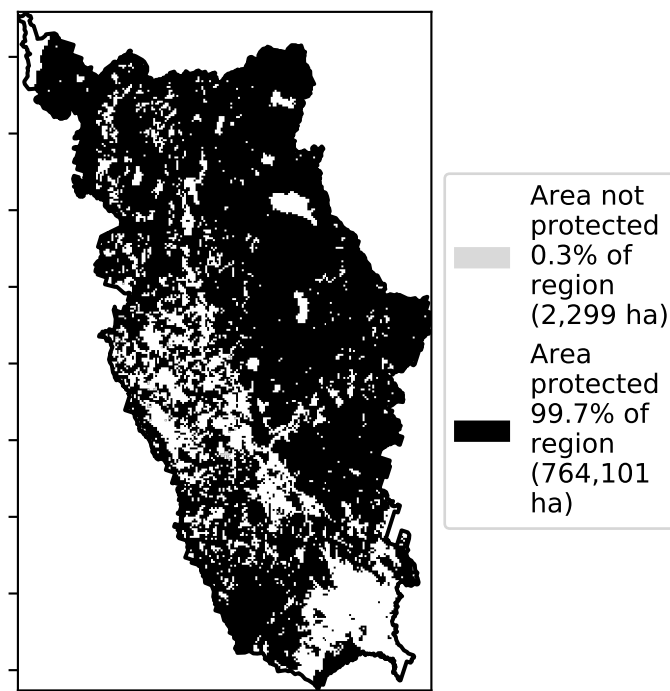 Area not
protected
0.3% of
region
(2,299 ha)
Area
protected
99.7% of
region
(764,101
ha)